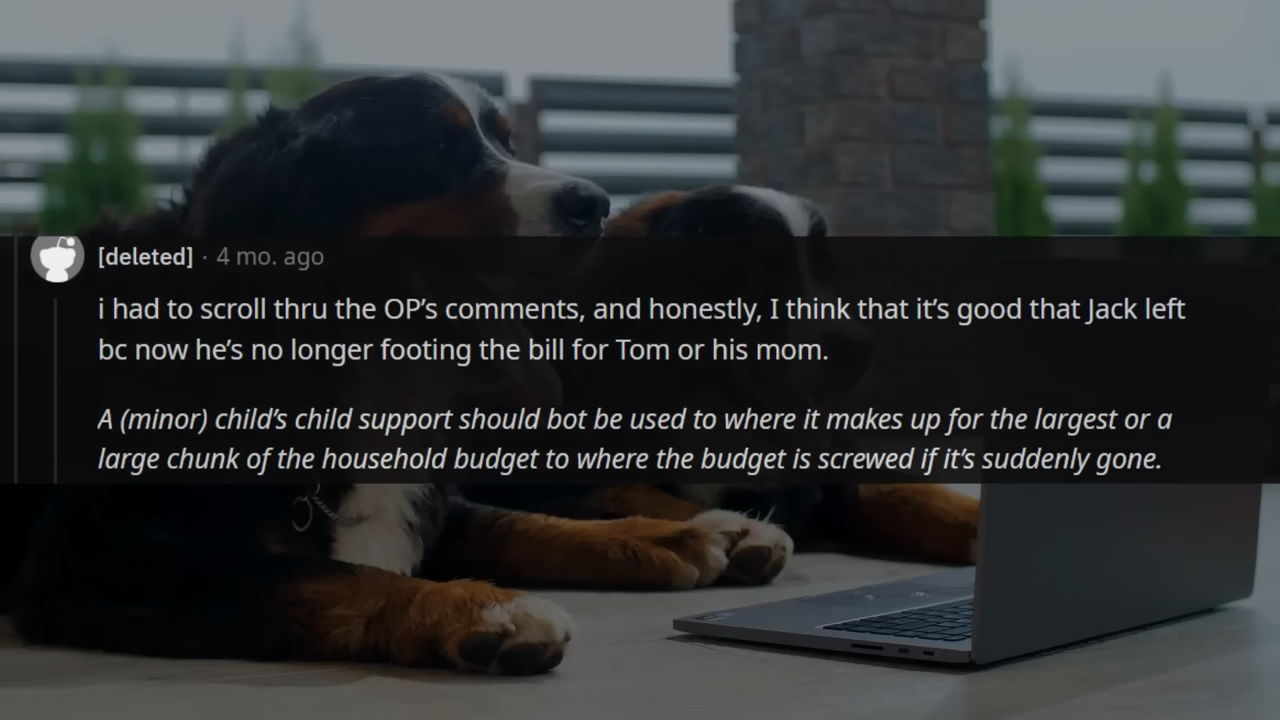 [deleted] · 4 mo. ago
i had to scroll thru the OP’s comments, and honestly, I think that it’s good that Jack left
bc now he’s no longer footing the bill for Tom or his mom.
A (minor) child’s child support should bot be used to where it makes up for the largest or a
large chunk of the household budget to where the budget is screwed if it’s suddenly gone.